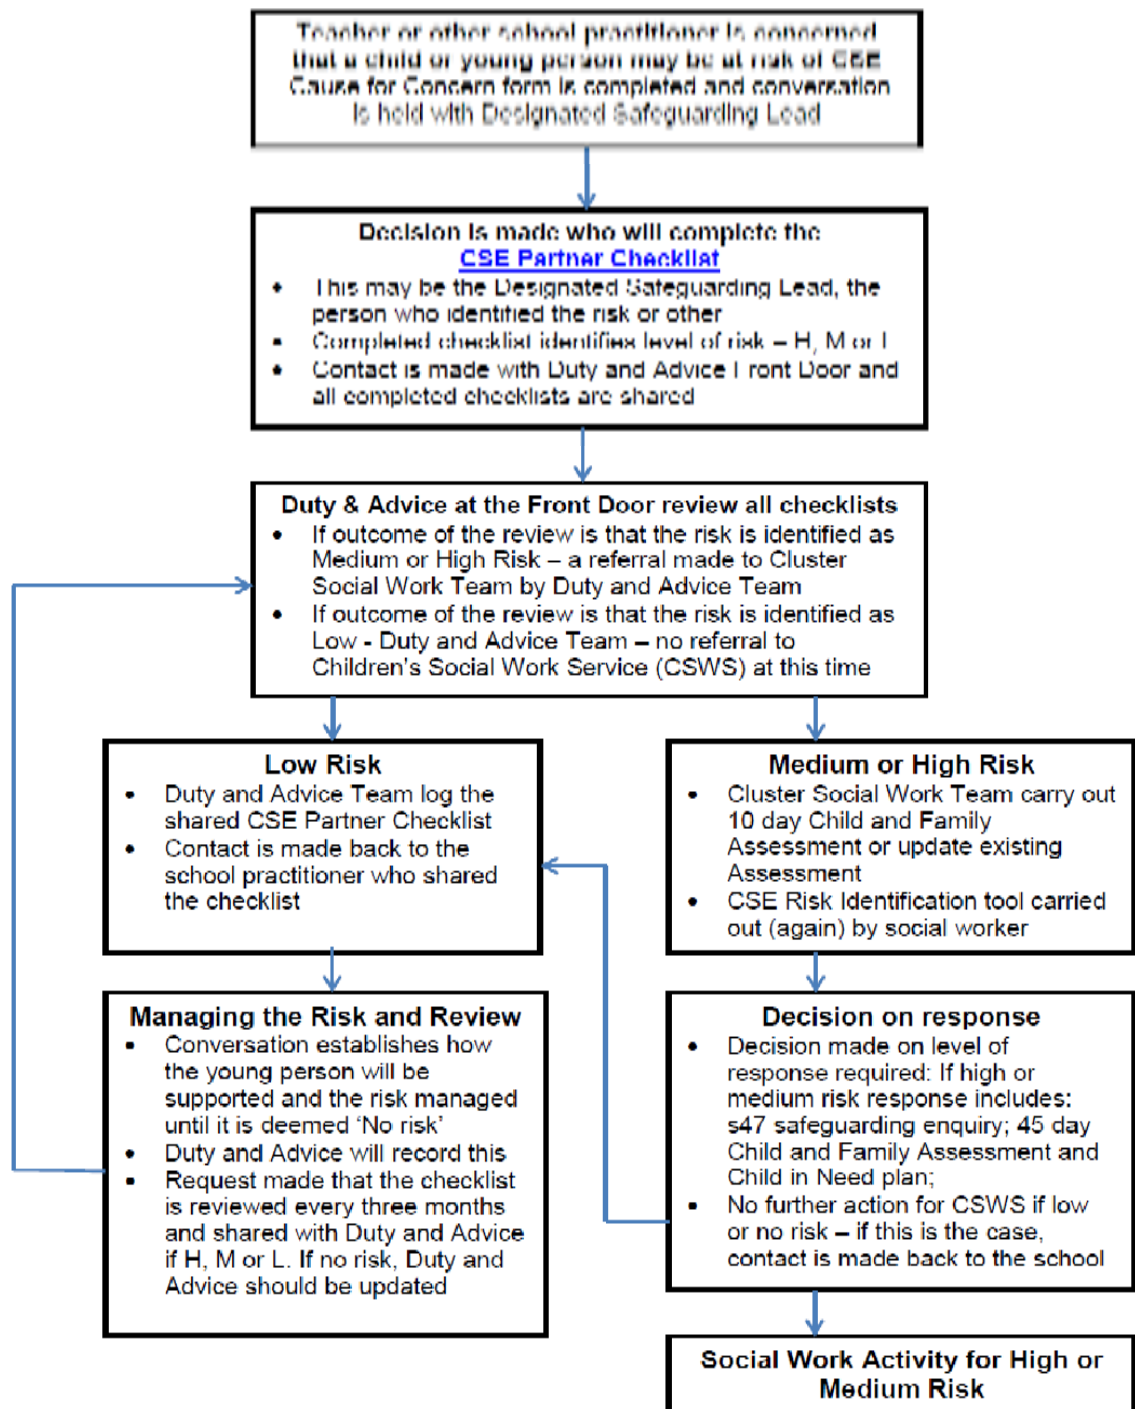 Teacher or other school practitioner is concerned
that a child or young person may be at risk of CSE
Cause for Concern form is completed and conversation
is held with Designated Safeguarding Lead
Decision is made who will complete the
CSE Partner Checklist
• This may be the Designated Safeguarding Lead, the
person who identified the risk or other
• Completed checklist identifies level of risk – H, M or L
• Contact is made with Duty and Advice Front Door and
all completed checklists are shared
Duty & Advice at the Front Door review all checklists
• If outcome of the review is that the risk is identified as
Medium or High Risk – a referral made to Cluster
Social Work Team by Duty and Advice Team
• If outcome of the review is that the risk is identified as
Low - Duty and Advice Team – no referral to
Children's Social Work Service (CSWS) at this time
Low Risk
• Duty and Advice Team log the
shared CSE Partner Checklist
• Contact is made back to the
school practitioner who shared
the checklist
Medium or High Risk
• Cluster Social Work Team carry out
10 day Child and Family
Assessment or update existing
Assessment
• CSE Risk Identification tool carried
out (again) by social worker
Managing the Risk and Review
• Conversation establishes how
the young person will be
supported and the risk managed
until it is deemed 'No risk'
• Duty and Advice will record this
• Request made that the checklist
is reviewed every three months
and shared with Duty and Advice
if H, M or L. If no risk, Duty and
Advice should be updated
Decision on response
• Decision made on level of
response required: If high or
medium risk response includes:
s47 safeguarding enquiry; 45 day
Child and Family Assessment and
Child in Need plan;
• No further action for CSWS if low
or no risk – if this is the case,
contact is made back to the school
Social Work Activity for High or
Medium Risk